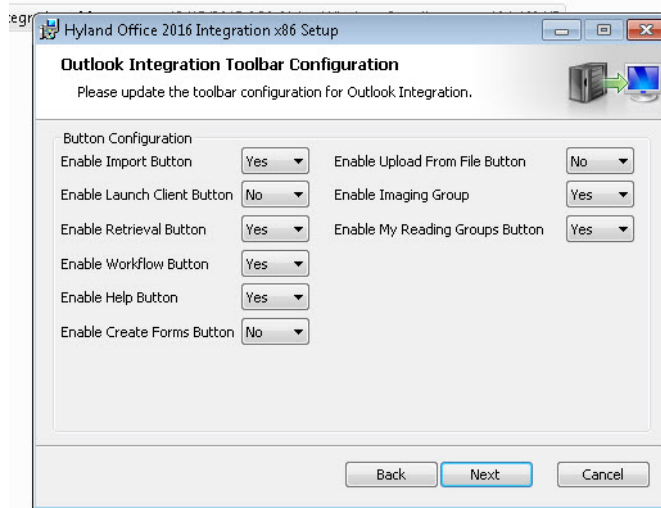 Hyland Office 2016 Integration x86 Setup
Outlook Integration Toolbar Configuration
Please update the toolbar configuration for Outlook Integration.
Button Configuration
Enable Import Button Yes Enable Upload From File Button No
Enable Launch Client Button No Enable Imaging Group Yes
Enable Retrieval Button Yes Enable My Reading Groups Button Yes
Enable Workflow Button Yes
Enable Help Button Yes
Enable Create Forms Button No
Back Next Cancel